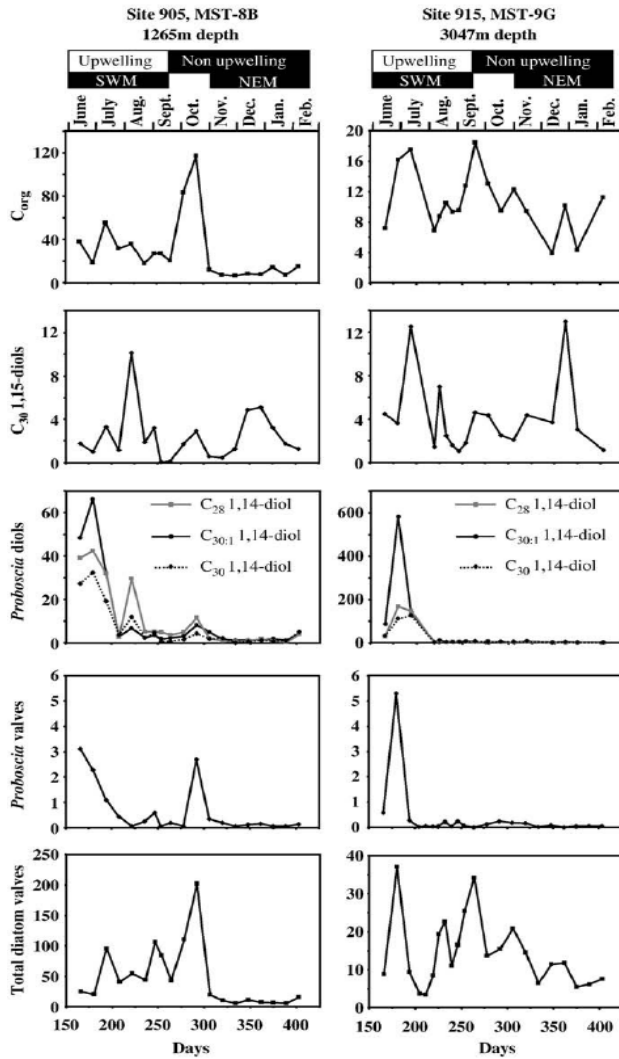 Site 905, MST-8B
1265m depth
Upwelling Non upwelling
SWM NEM
June July Aug. Sept. Oct. Nov. Dec. Jan. Feb.
Site 915, MST-9G
3047m depth
Upwelling Non upwelling
SWM NEM
June July Aug. Sept. Oct. Nov. Dec. Jan. Feb.
Corg
120
80
40
0
20
16
12
8
4
0
C30 1,15-diols
12
8
4
0
12
8
4
0
Proboscia diols
60
40
20
0
C28 1,14-diol
C30:1 1,14-diol
C30 1,14-diol
600
400
200
0
C28 1,14-diol
C30:1 1,14-diol
C30 1,14-diol
Proboscia valves
6
5
4
3
2
1
0
6
5
4
3
2
1
0
Total diatom valves
250
200
150
100
50
0
150 200 250 300 350 400
Days
40
30
20
10
0
150 200 250 300 350 400
Days